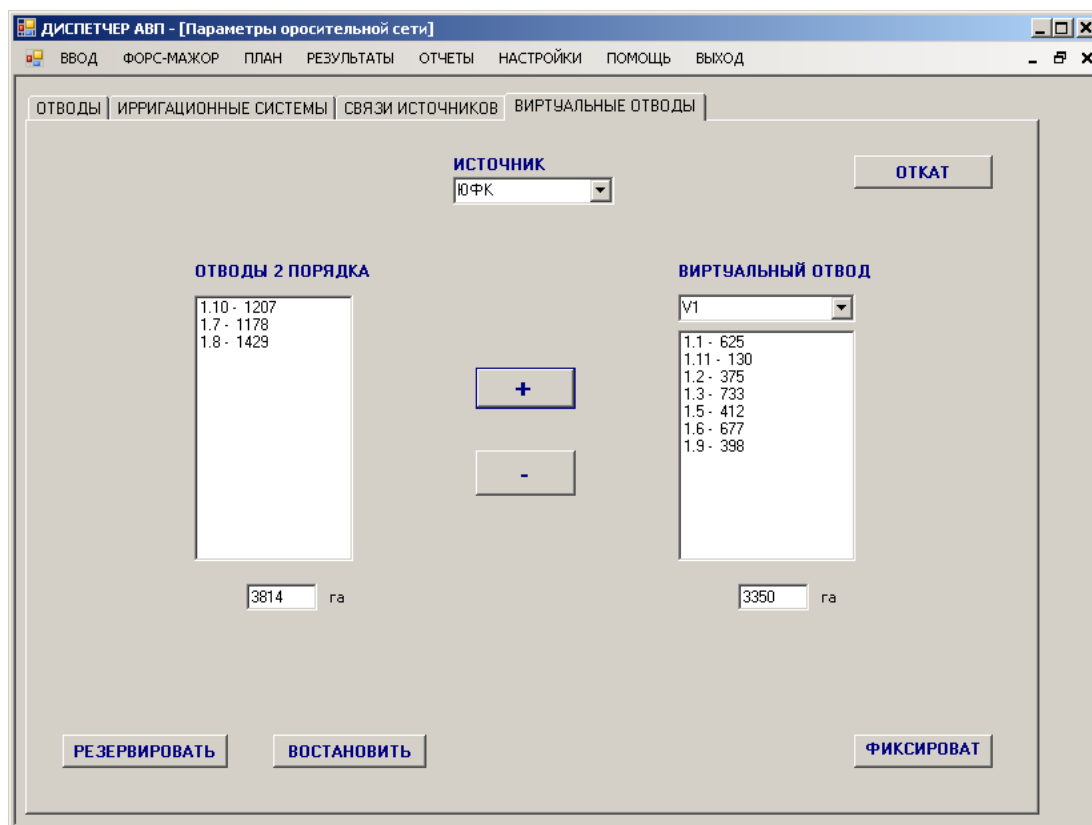 ДИСПЕТЧЕР АВП - [Параметры оросительной сети]
ВВОД ФОРС-МАЖОР ПЛАН РЕЗУЛЬТАТЫ ОТЧЕТЫ НАСТРОЙКИ ПОМОЩЬ ВЫХОД
ОТВОДЫ ИРРИГАЦИОННЫЕ СИСТЕМЫ СВЯЗИ ИСТОЧНИКОВ ВИРТУАЛЬНЫЕ ОТВОДЫ
ИСТОЧНИК
ЮФК
ОТКАТ
ОТВОДЫ 2 ПОРЯДКА
1.10 - 1207
1.7 - 1178
1.8 - 1429
3814 га
+
-
ВИРТУАЛЬНЫЙ ОТВОД
V1
1.1 - 625
1.11 - 130
1.2 - 375
1.3 - 733
1.5 - 412
1.6 - 677
1.9 - 398
3350 га
РЕЗЕРВИРОВАТЬ ВОСТАНОВИТЬ ФИКСИРОВАТ